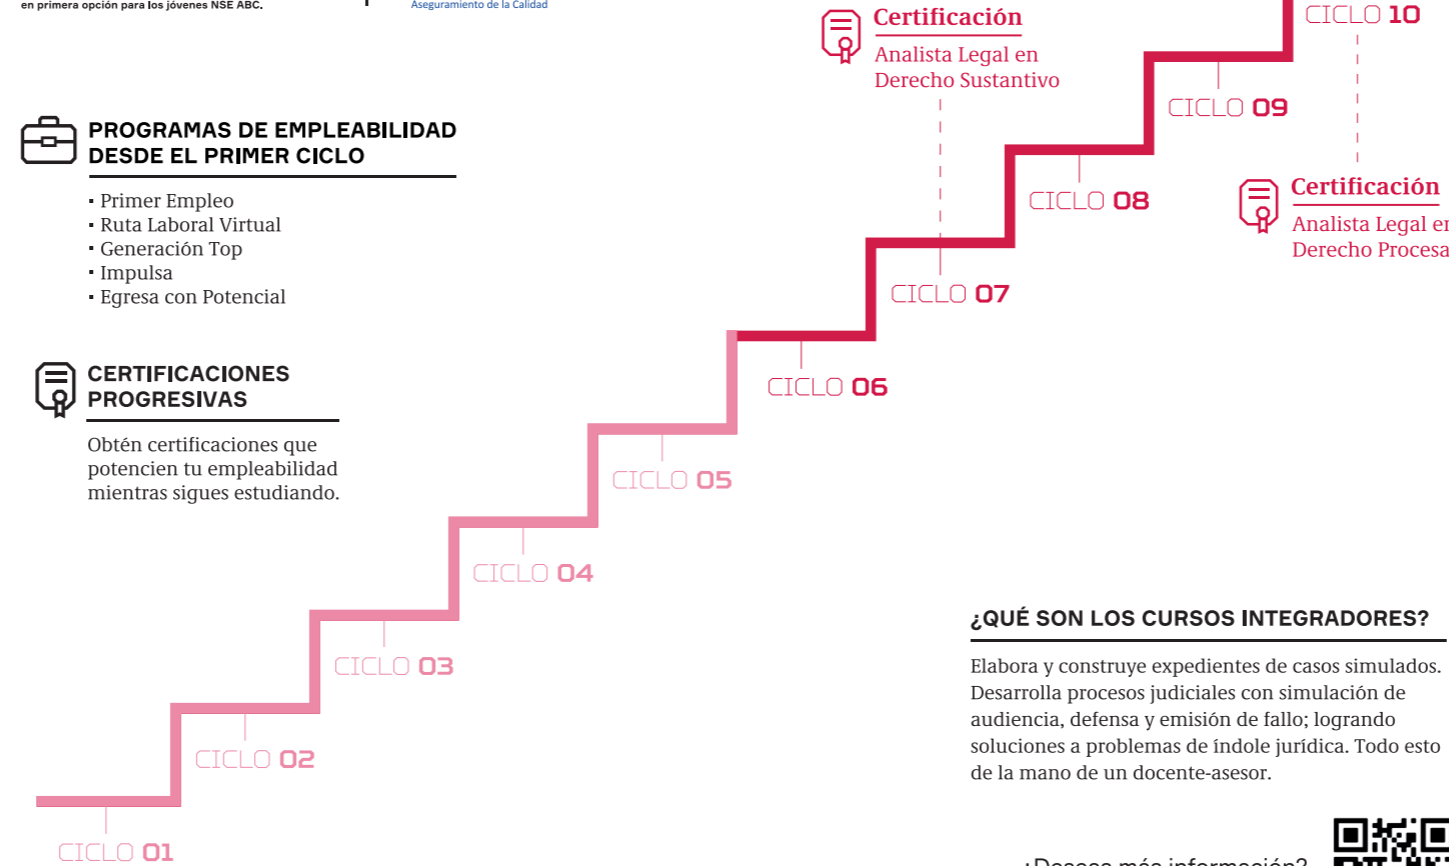 en primera opción para los jóvenes NSE ABC.
Aseguramiento de la Calidad
PROGRAMAS DE EMPLEABILIDAD
DESDE EL PRIMER CICLO
▪ Primer Empleo
▪ Ruta Laboral Virtual
▪ Generación Top
▪ Impulsa
▪ Egresa con Potencial
CERTIFICACIONES
PROGRESIVAS
Obtén certificaciones que
potencien tu empleabilidad
mientras sigues estudiando.
CICLO 01
CICLO 02
CICLO 03
CICLO 04
CICLO 05
CICLO 06
CICLO 07
Certificación
Analista Legal en
Derecho Sustantivo
CICLO 08
CICLO 09
CICLO 10
Certificación
Analista Legal en
Derecho Procesa
¿QUÉ SON LOS CURSOS INTEGRADORES?
Elabora y construye expedientes de casos simulados.
Desarrolla procesos judiciales con simulación de
audiencia, defensa y emisión de fallo; logrando
soluciones a problemas de índole jurídica. Todo esto
de la mano de un docente-asesor.
¿Deseas más información?